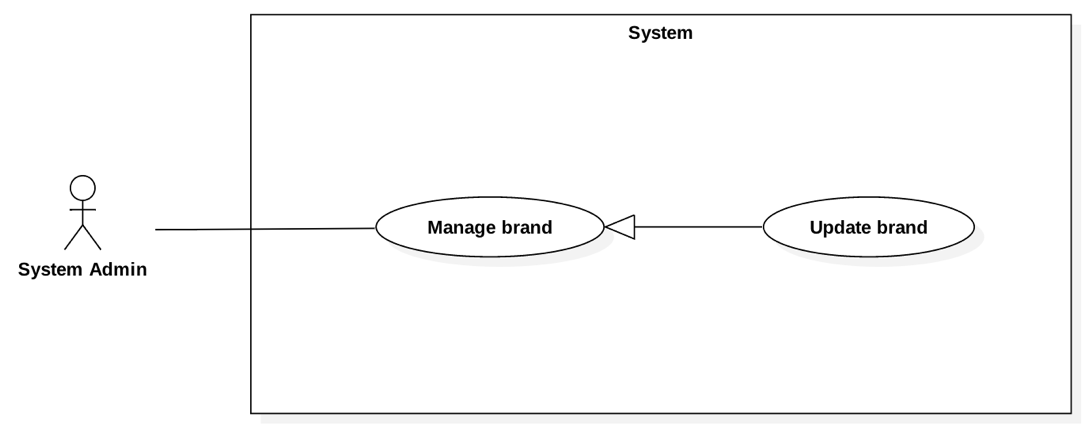 System
System Admin
Manage brand
Update brand